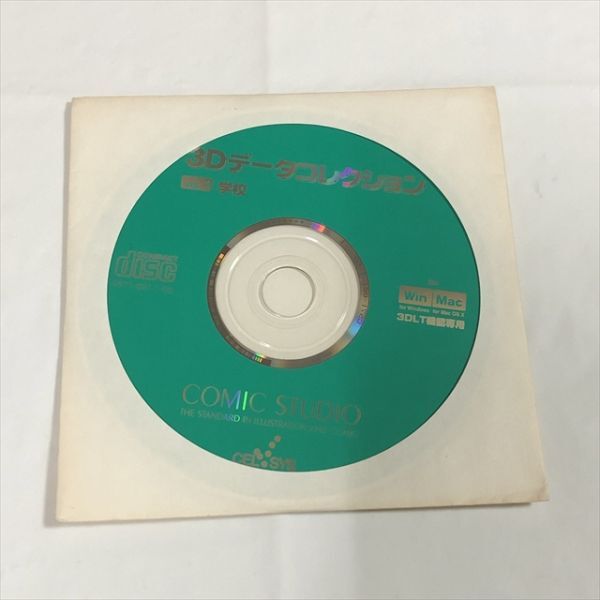 3Dデータコレクション
学校
COMPACT
disc
Win Mac
for Windows for Mac OS X
3DLT機能専用
COMIC STUDIO
THE STANDARD IN ILLUSTRATION AND COMIC
CELSYS